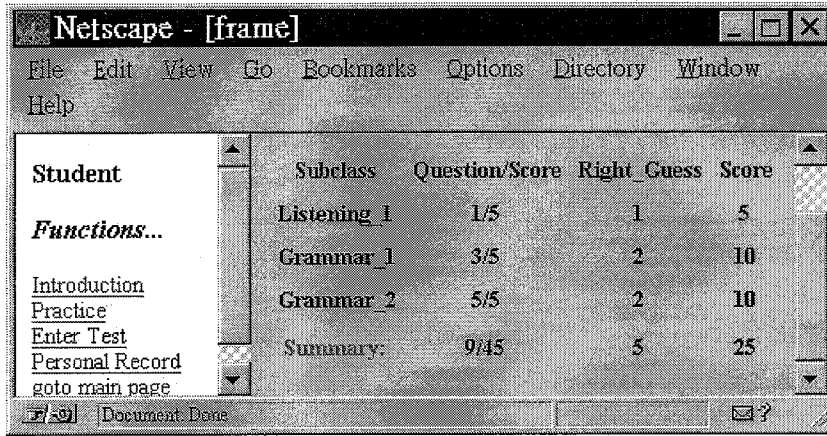 Netscape - [frame]
File Edit View Go Bookmarks Options Directory Window
Help
Student
Functions...
Introduction
Practice
Enter Test
Personal Record
goto main page
Subclass Question/Score Right_Guess Score
Listening_1 1/5 1 5
Grammar_1 3/5 2 10
Grammar_2 5/5 2 10
Summary: 9/45 5 25
Document: Done